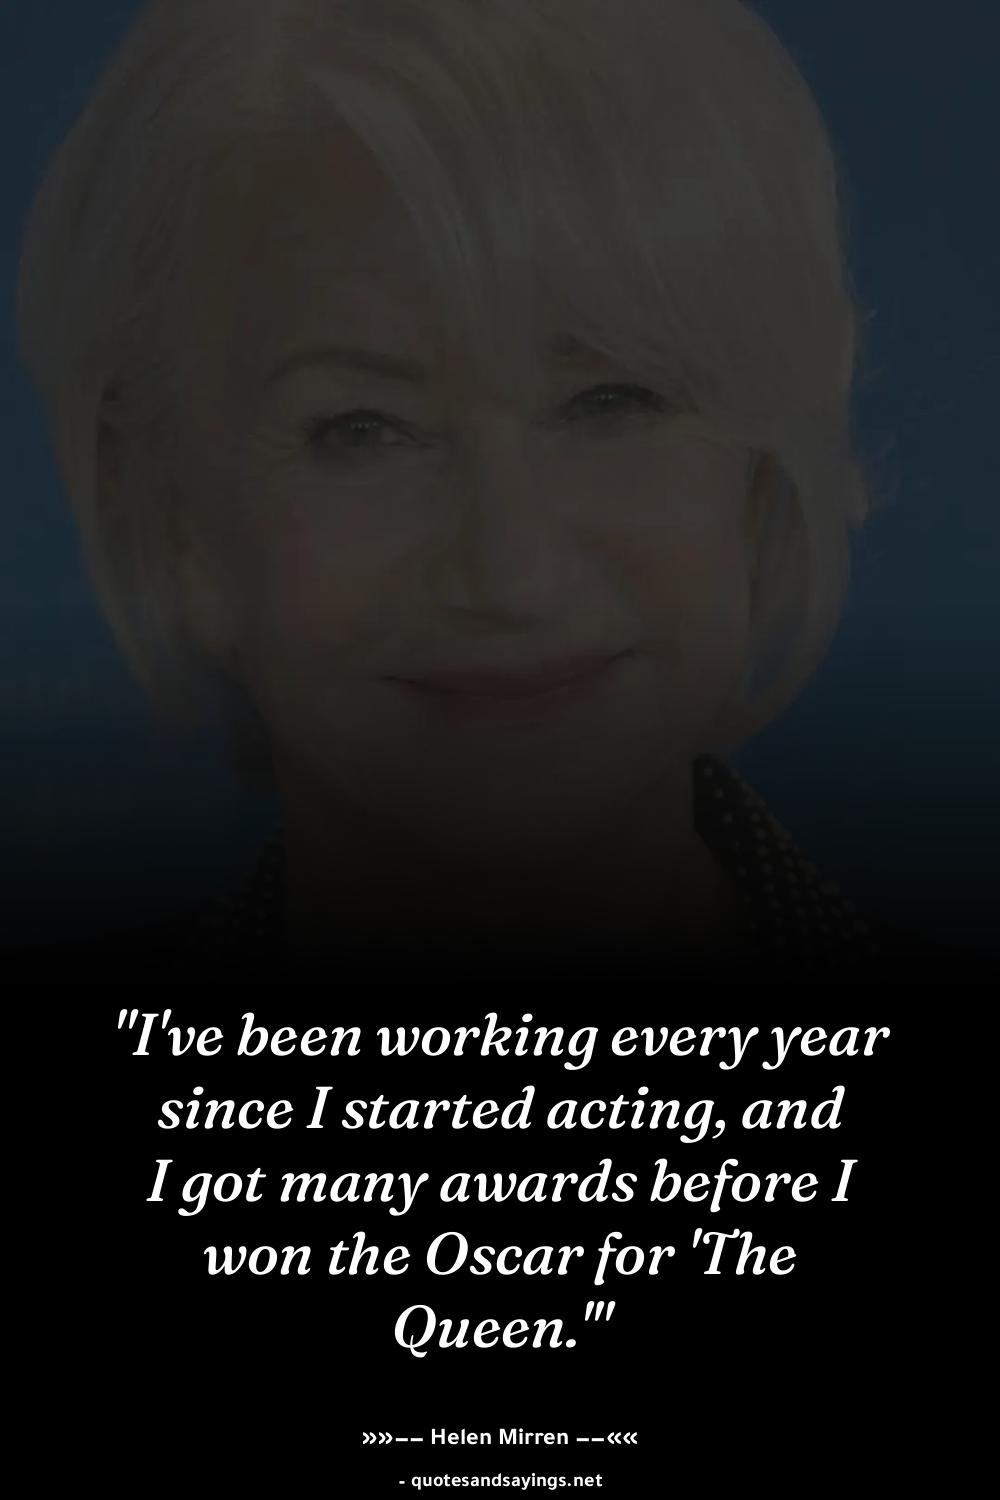 "I've been working every year
since I started acting, and
I got many awards before I
won the Oscar for 'The
Queen.'"
»»–– Helen Mirren ––««
- quotesandsayings.net